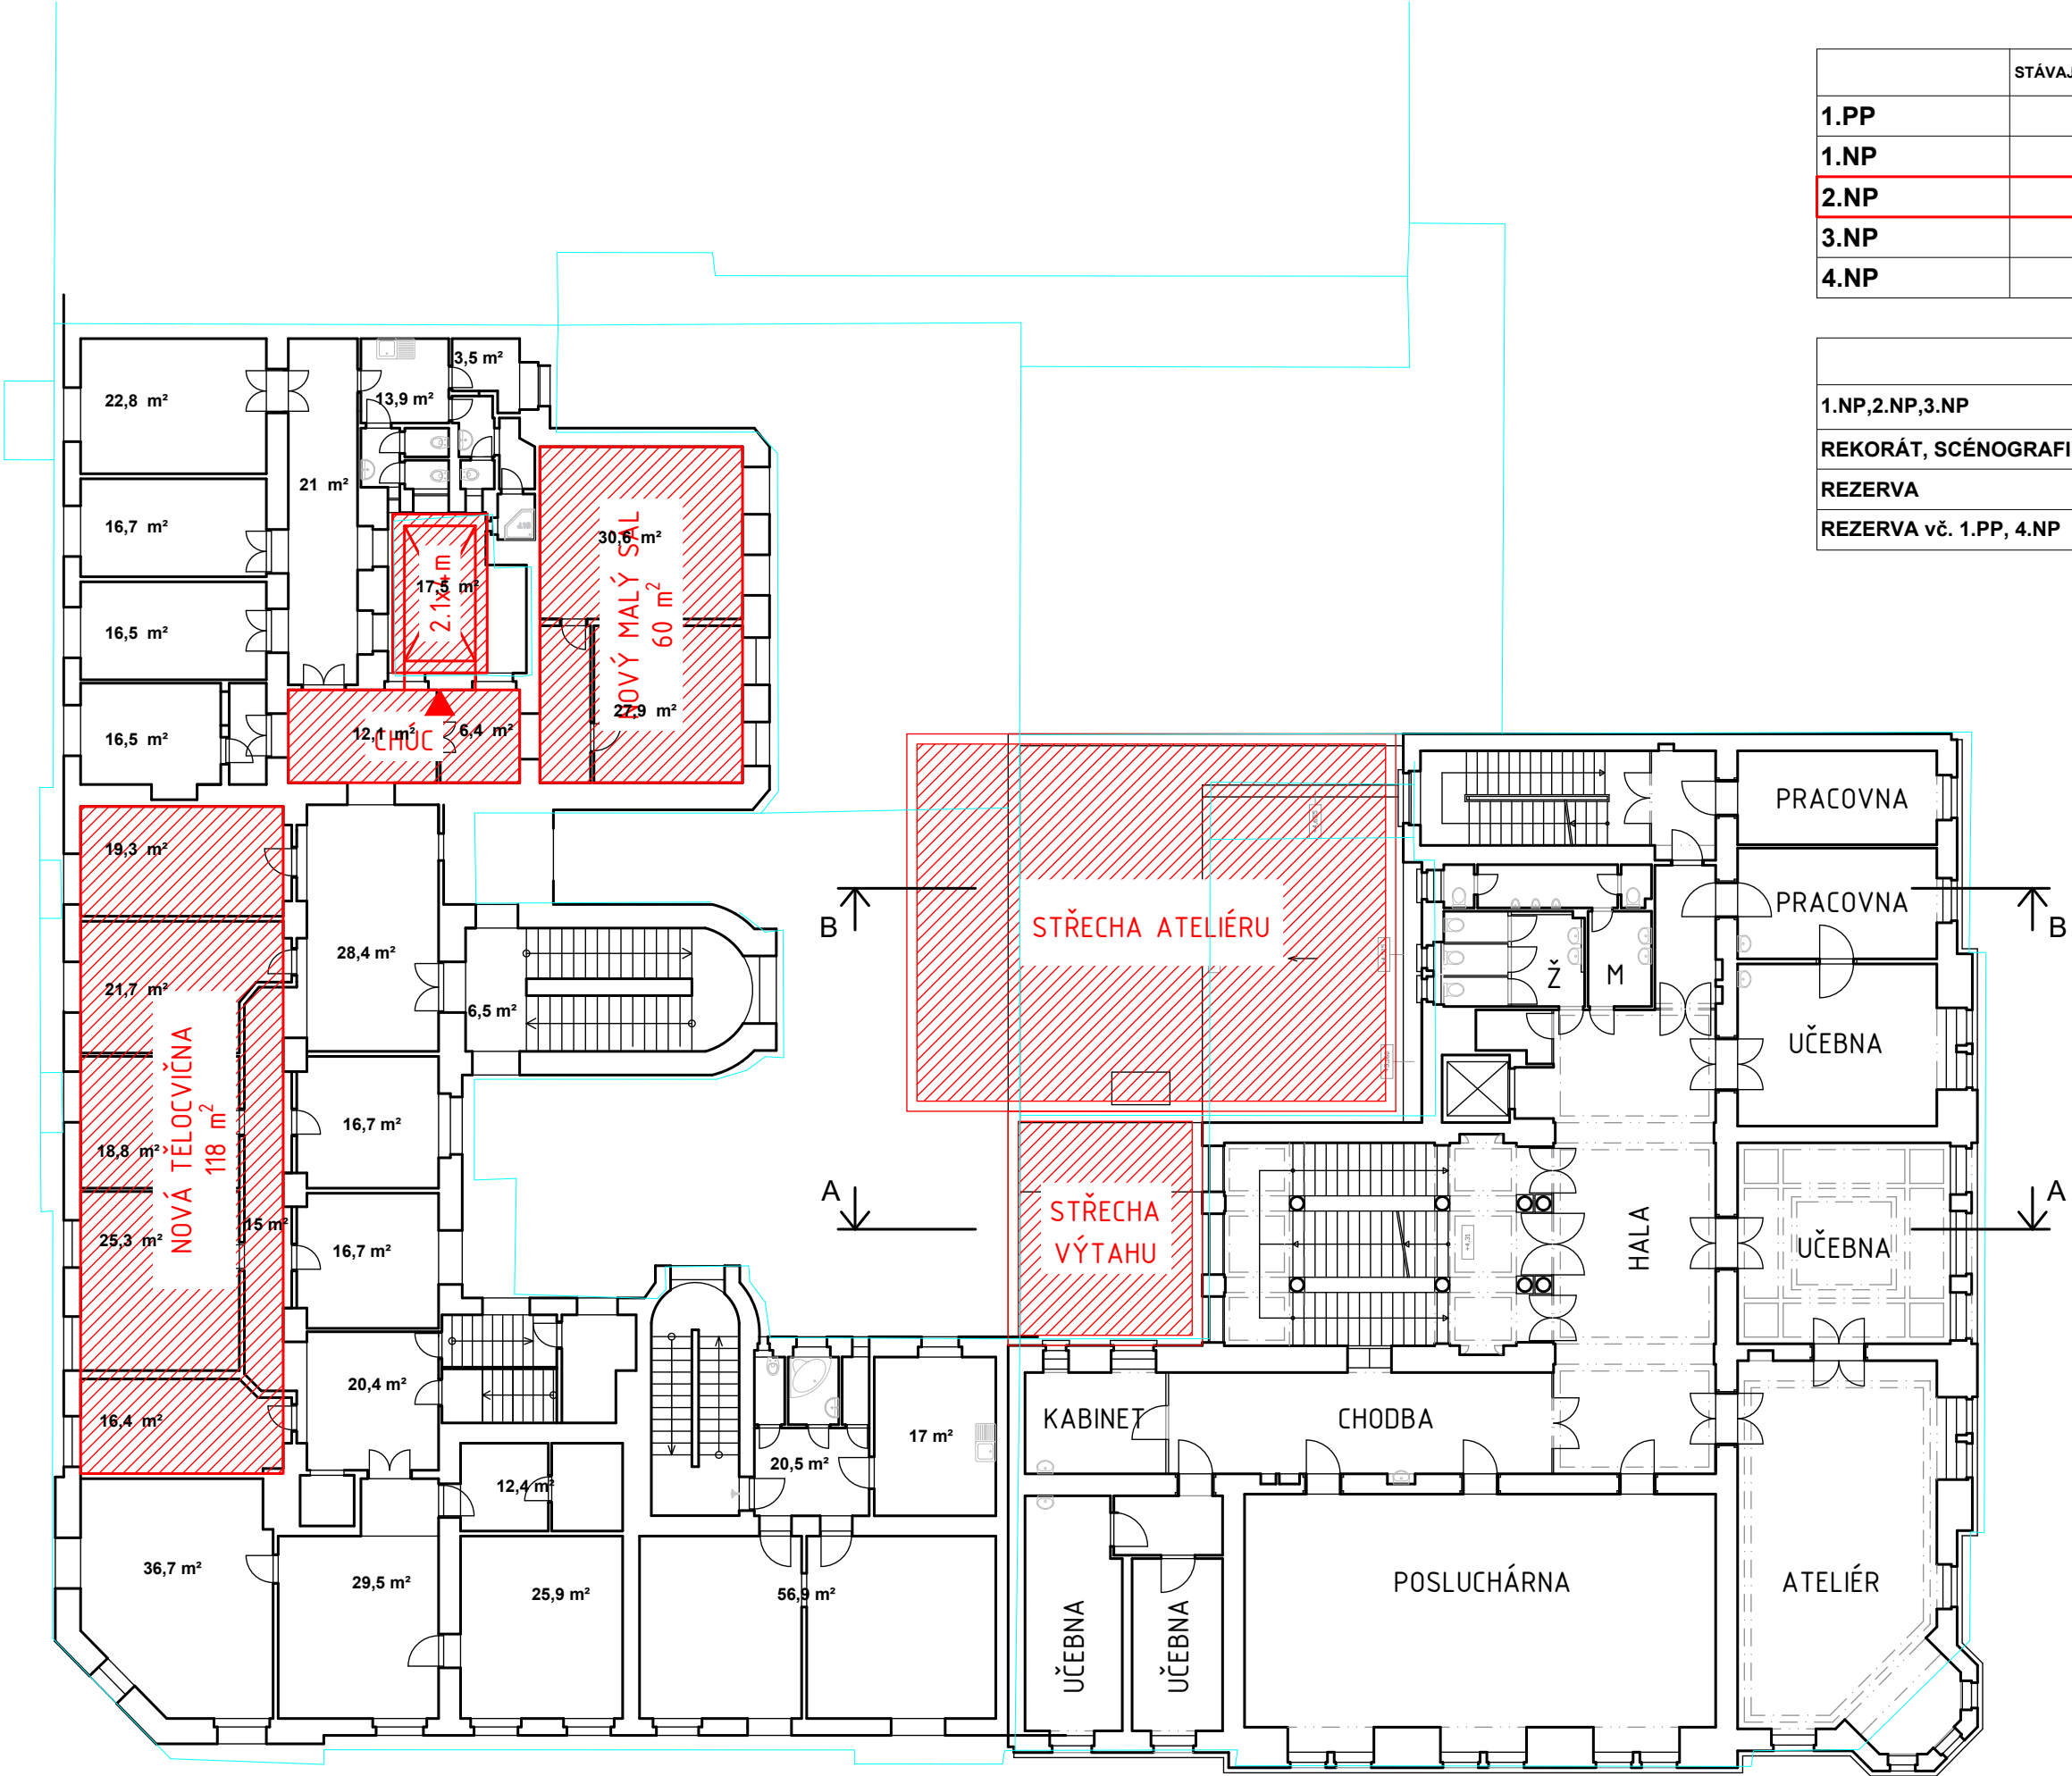 STÁVAJ
1.PP
1.NP
2.NP
3.NP
4.NP
1.NP,2.NP,3.NP
REKORÁT, SCÉNOGRAFI
REZERVA
REZERVA vč. 1.PP, 4.NP
22,8 m²
13,9 m²
3,5 m²
21 m²
16,7 m²
16,5 m²
16,5 m²
2.1x4m
17,5 m²
NOVÝ MALÝ SÁL
60 m²
30,6 m²
27,9 m²
CHÚC
12,1 m²
6,4 m²
19,3 m²
21,7 m²
18,8 m²
25,3 m²
15 m²
16,4 m²
NOVÁ TĚLOCVIČNA
118 m²
28,4 m²
6,5 m²
16,7 m²
16,7 m²
20,4 m²
12,4 m²
36,7 m²
29,5 m²
25,9 m²
56,9 m²
20,5 m²
17 m²
B
B
A
A
STŘECHA ATELIÉRU
STŘECHA
VÝTAHU
PRACOVNA
PRACOVNA
UČEBNA
UČEBNA
Ž
M
HALA
+4,31
KABINET
CHODBA
UČEBNA
UČEBNA
POSLUCHÁRNA
ATELIÉR